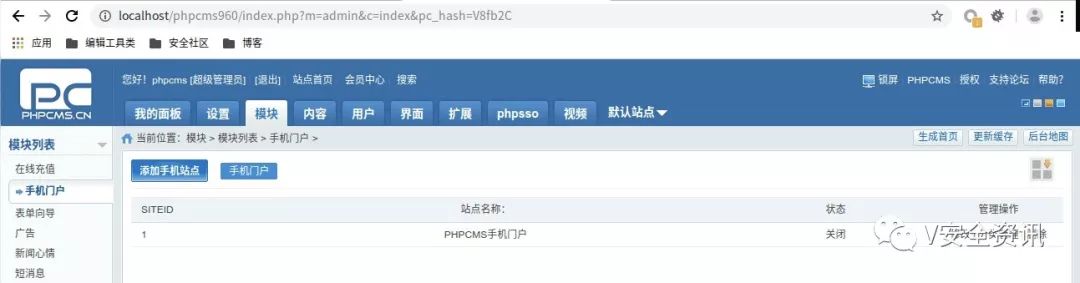 localhost/phpcms960/index.php?m=admin&c=index&pc_hash=V8fb2C
应用 编辑工具类 安全社区 博客
PC
PHPCMS.CN
您好！phpcms [超级管理员] [退出] 站点首页 会员中心 搜索
锁屏 PHPCMS 授权 支持论坛 帮助?
我的面板 设置 模块 内容 用户 界面 扩展 phpsso 视频 默认站点
模块列表
当前位置：模块 > 模块列表 > 手机门户 >
生成首页 更新缓存 后台地图
在线充值
手机门户
表单向导
广告
新闻心情
短消息
添加手机站点 手机门户
SITEID 站点名称： 状态 管理操作
1 PHPCMS手机门户 关闭
V安全资讯